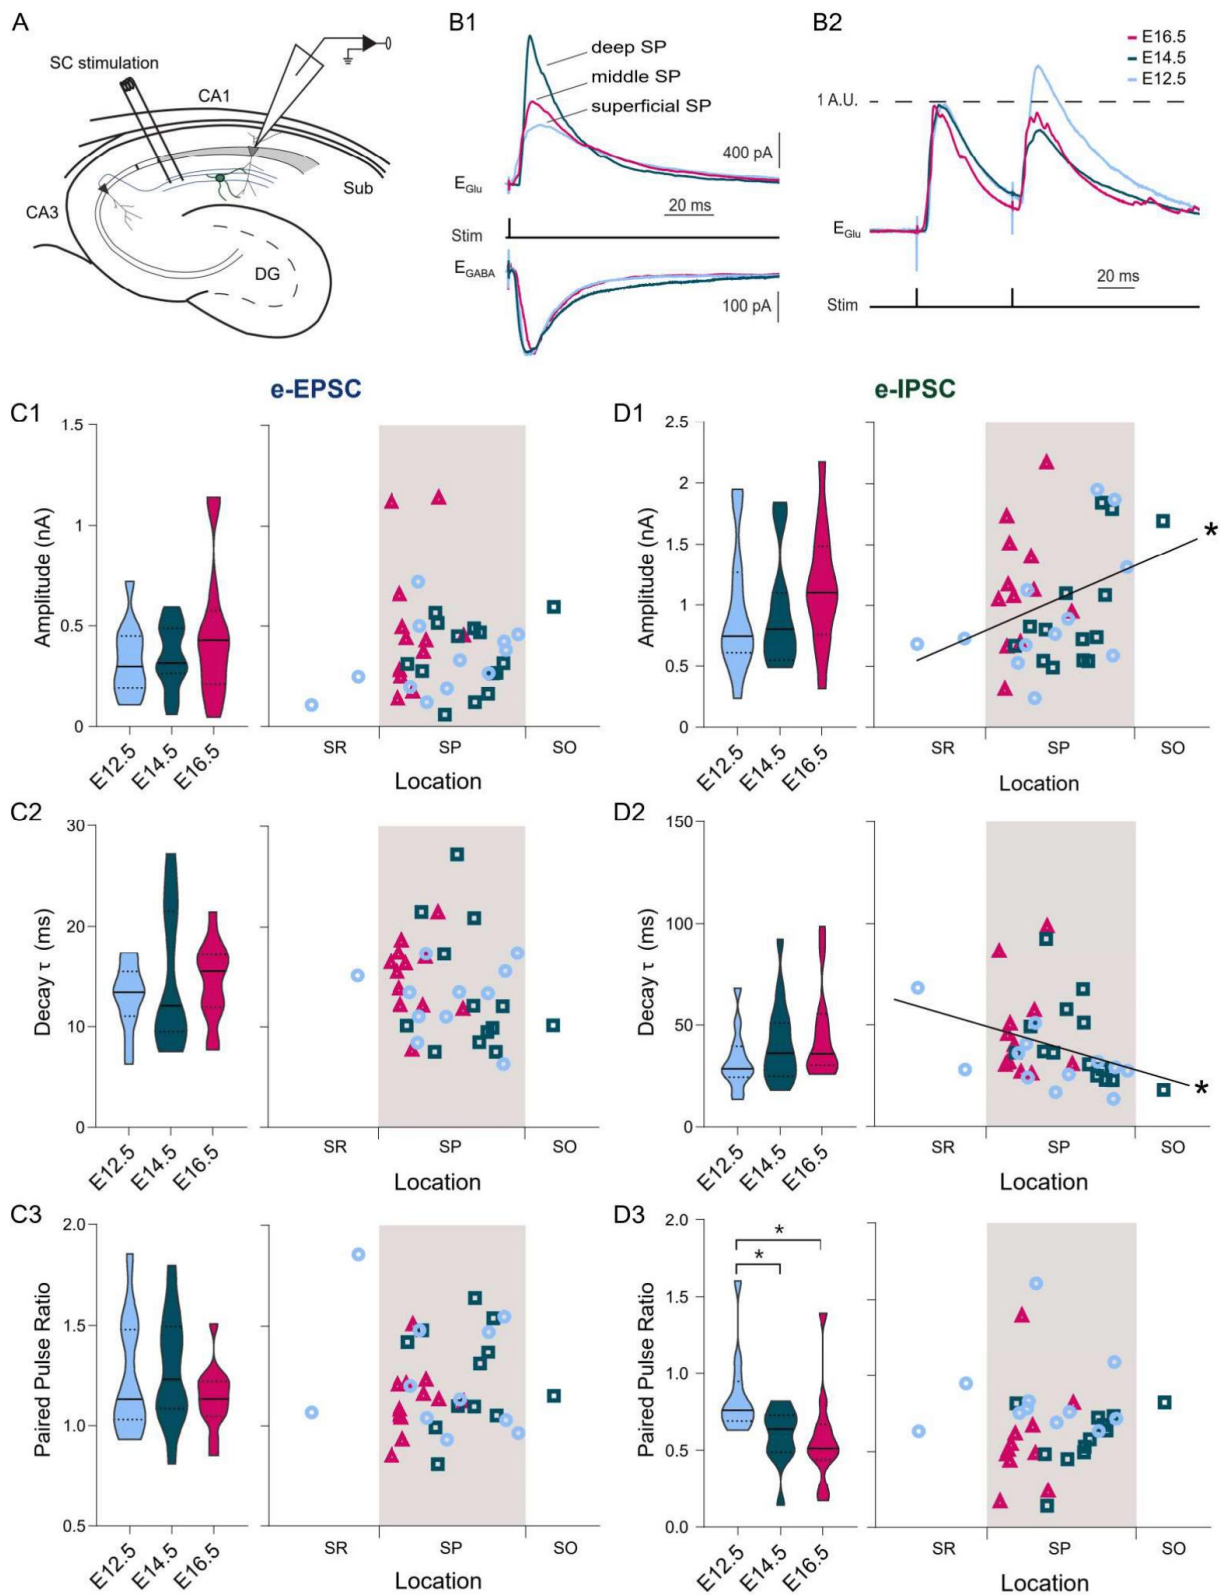 A
SC stimulation
CA1
CA3
DG
Sub
B1
deep SP
middle SP
superficial SP
400 pA
E_Glu
20 ms
Stim
E_GABA
100 pA
B2
E16.5
E14.5
E12.5
1 A.U.
E_Glu
20 ms
Stim
e-EPSC
e-IPSC
C1
Amplitude (nA)
1.5
1
0.5
0
E12.5
E14.5
E16.5
SR
SP
SO
Location
D1
Amplitude (nA)
2.5
2
1.5
1
0.5
0
E12.5
E14.5
E16.5
*
SR
SP
SO
Location
C2
Decay τ (ms)
30
20
10
0
E12.5
E14.5
E16.5
SR
SP
SO
Location
D2
Decay τ (ms)
150
100
50
0
E12.5
E14.5
E16.5
*
SR
SP
SO
Location
C3
Paired Pulse Ratio
2.0
1.5
1.0
0.5
E12.5
E14.5
E16.5
SR
SP
SO
Location
D3
Paired Pulse Ratio
2.0
1.5
1.0
0.5
0.0
*
*
E12.5
E14.5
E16.5
SR
SP
SO
Location